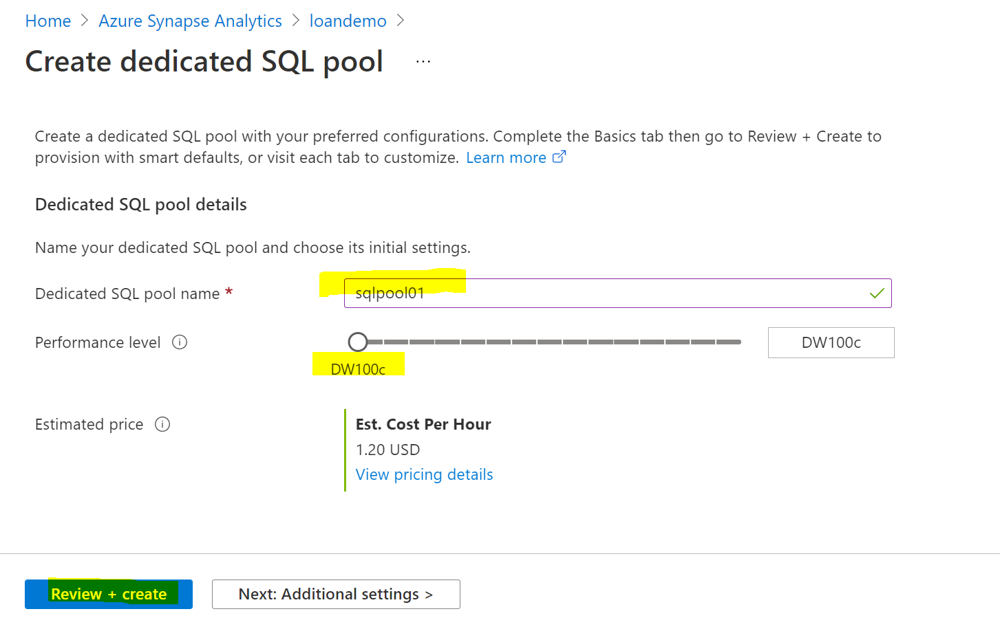 Home > Azure Synapse Analytics > loandemo >
Create dedicated SQL pool ...
Create a dedicated SQL pool with your preferred configurations. Complete the Basics tab then go to Review + Create to
provision with smart defaults, or visit each tab to customize. Learn more
Dedicated SQL pool details
Name your dedicated SQL pool and choose its initial settings.
Dedicated SQL pool name * sqlpool01
Performance level DW100c
DW100c
Estimated price Est. Cost Per Hour
1.20 USD
View pricing details
Review + create Next: Additional settings >